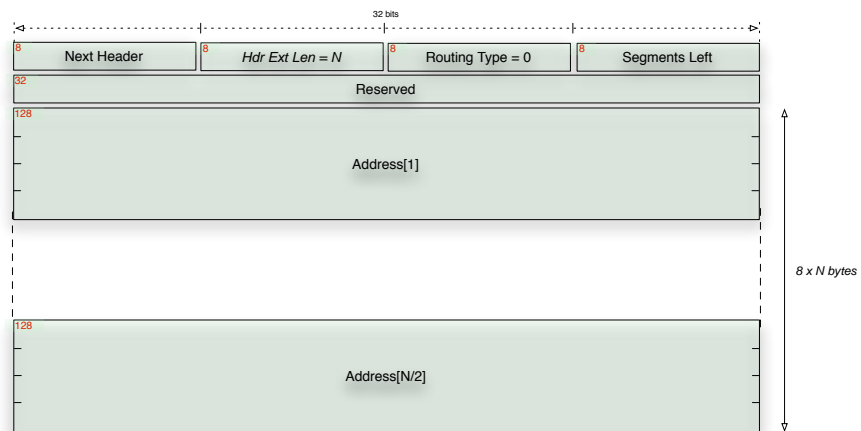 32 bits
8 Next Header 8 Hdr Ext Len = N 8 Routing Type = 0 8 Segments Left
32 Reserved
128
Address[1]
8 x N bytes
128
Address[N/2]